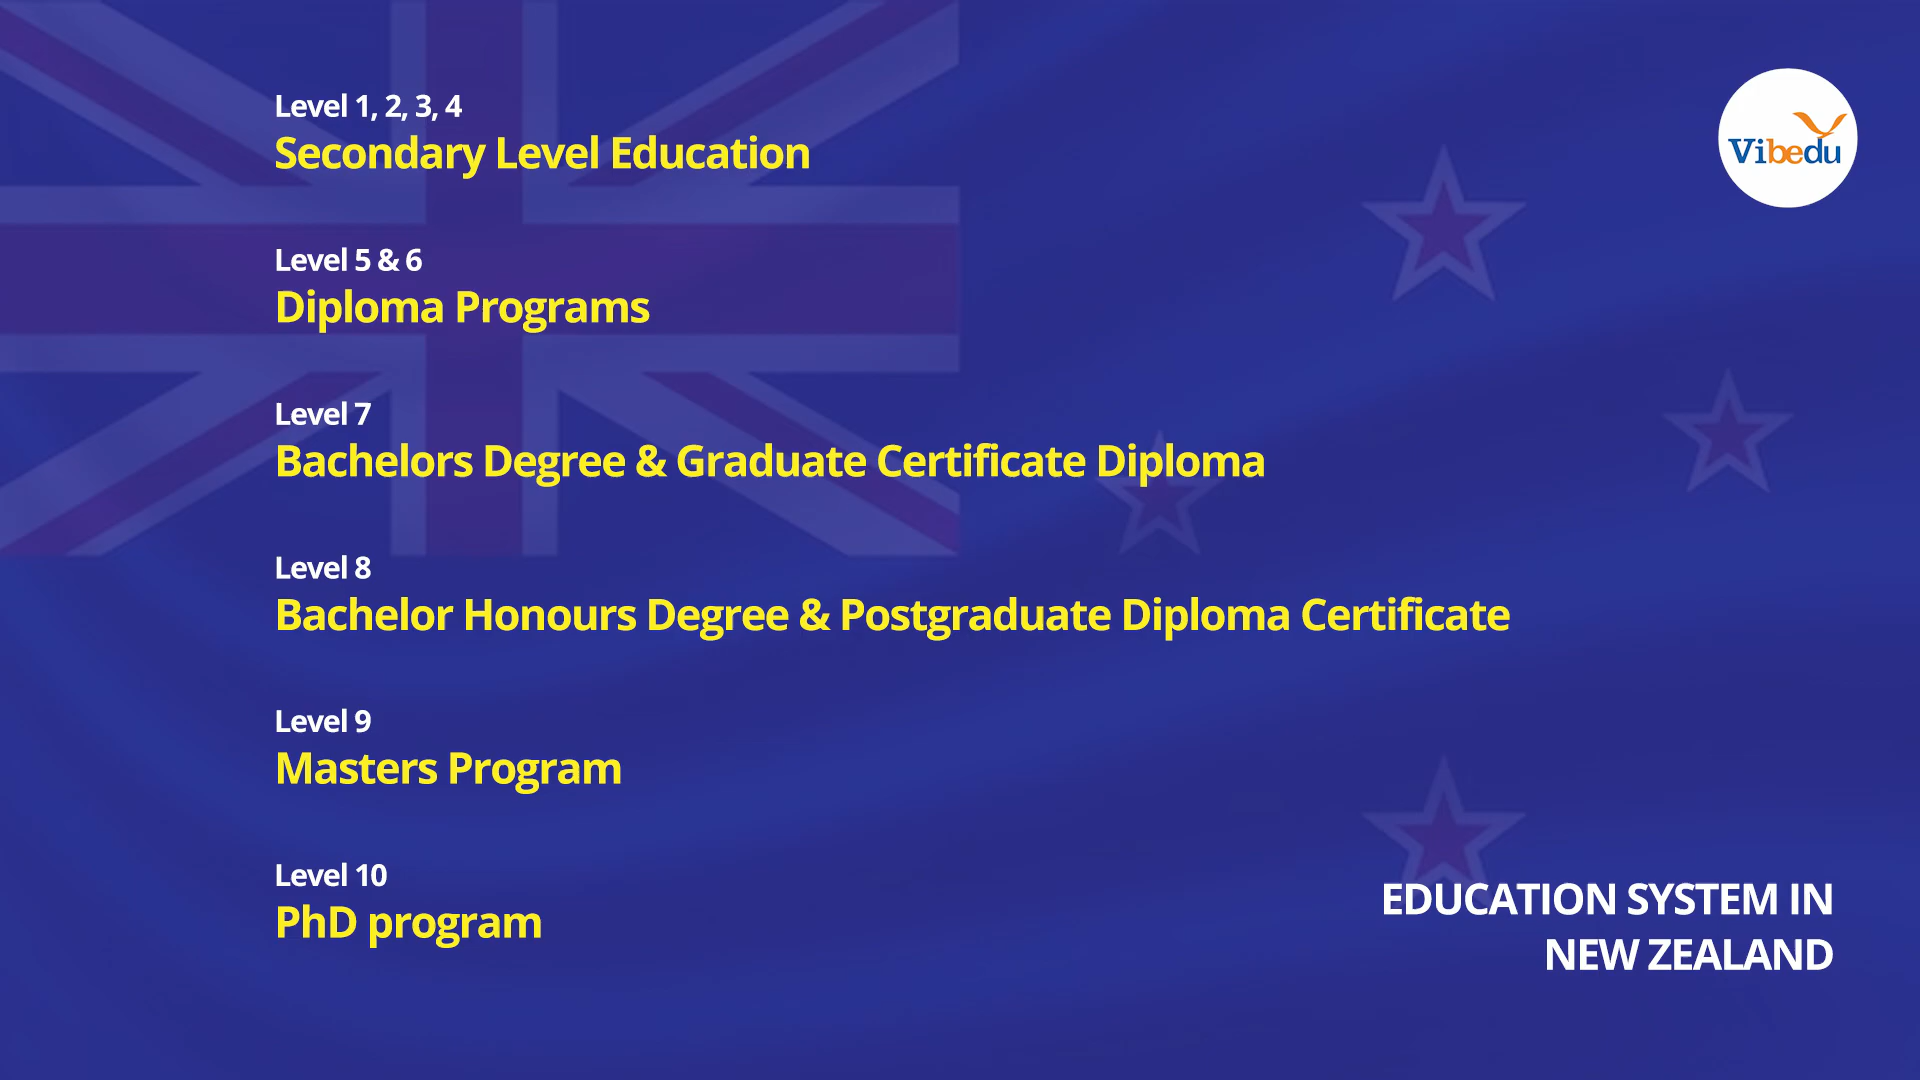 Level 1, 2, 3, 4
Secondary Level Education
Level 5 & 6
Diploma Programs
Level 7
Bachelors Degree & Graduate Certificate Diploma
Level 8
Bachelor Honours Degree & Postgraduate Diploma Certificate
Level 9
Masters Program
Level 10
PhD program
Vibedu
EDUCATION SYSTEM IN
NEW ZEALAND